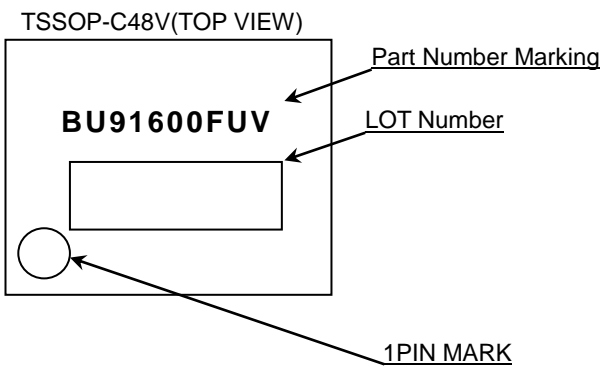 TSSOP-C48V(TOP VIEW)
Part Number Marking
BU91600FUV
LOT Number
1PIN MARK